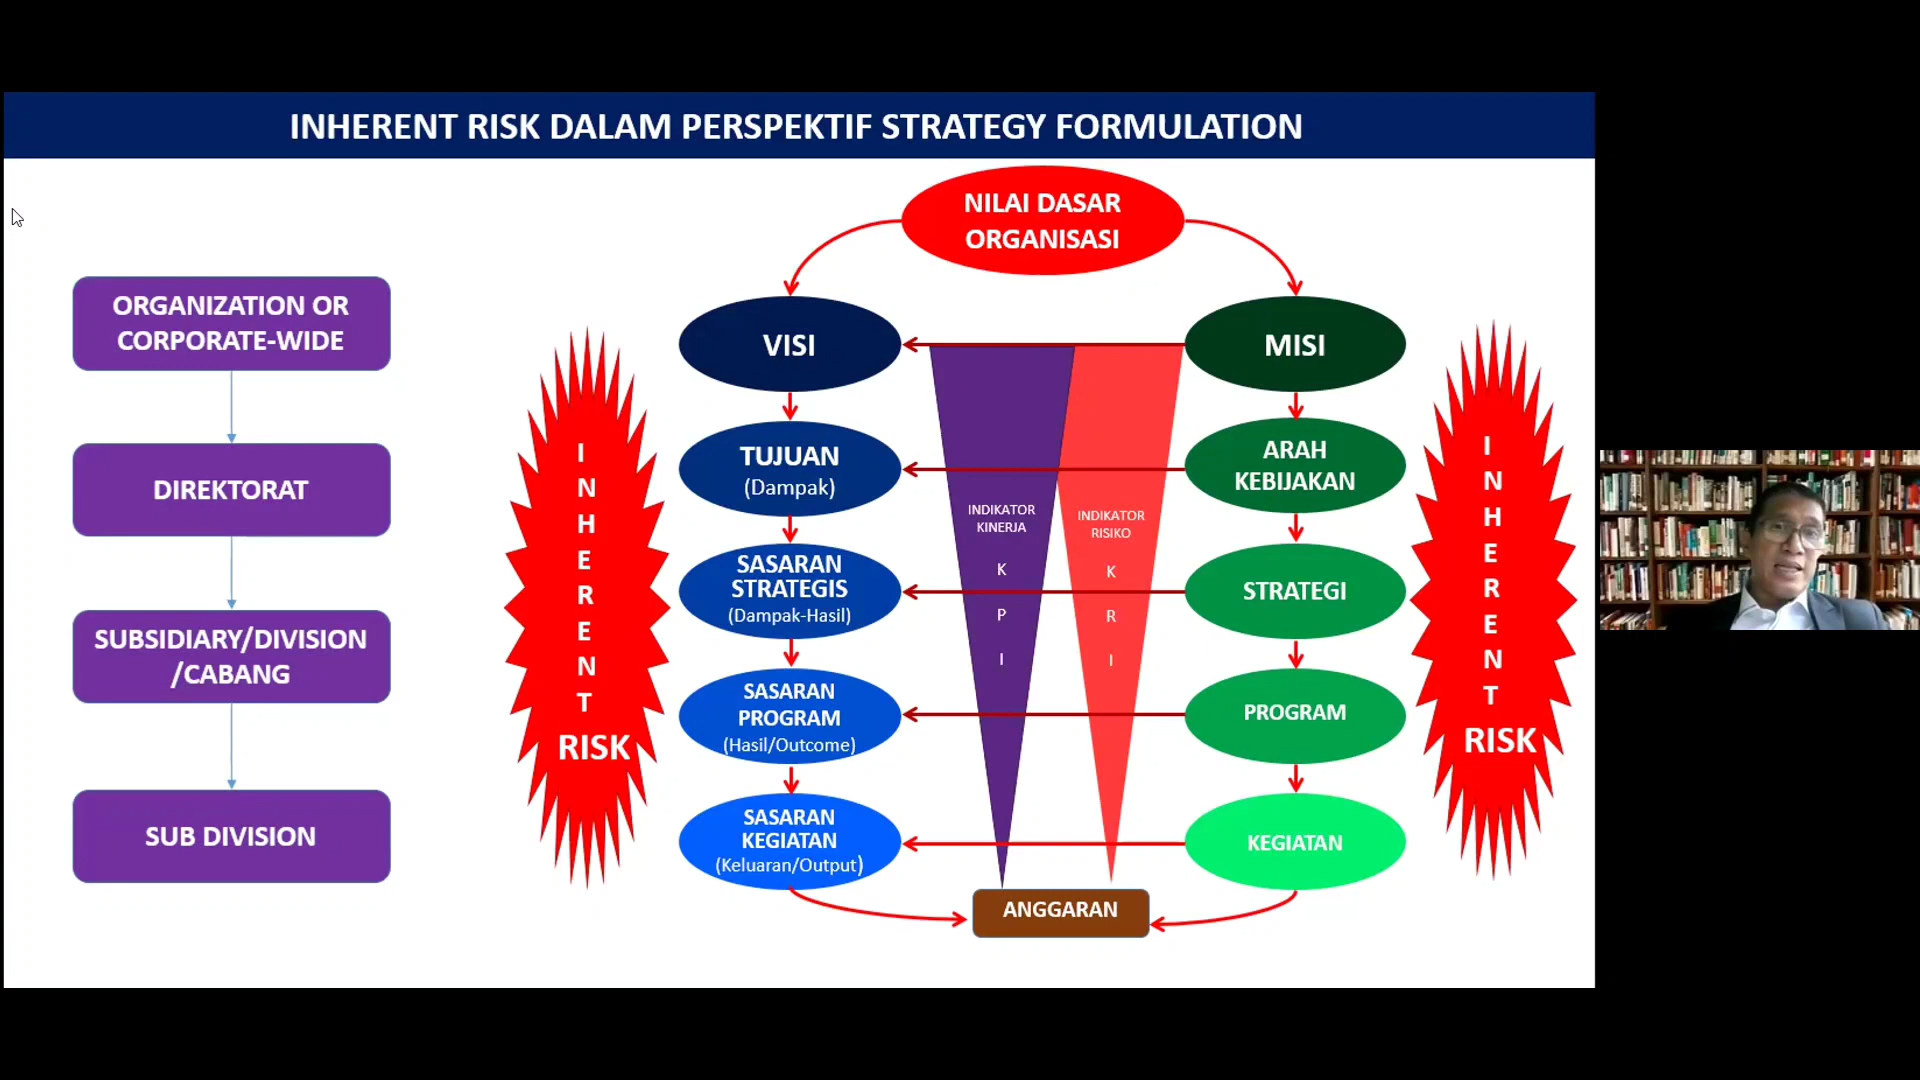 INHERENT RISK DALAM PERSPEKTIF STRATEGY FORMULATION
ORGANIZATION OR
CORPORATE-WIDE
DIREKTORAT
SUBSIDIARY/DIVISION
/CABANG
SUB DIVISION
I
N
H
E
R
E
N
T
RISK
NILAI DASAR
ORGANISASI
VISI
TUJUAN
(Dampak)
SASARAN
STRATEGIS
(Dampak-Hasil)
SASARAN
PROGRAM
(Hasil/Outcome)
SASARAN
KEGIATAN
(Keluaran/Output)
INDIKATOR
KINERJA
K
P
I
INDIKATOR
RISIKO
K
R
I
MISI
ARAH
KEBIJAKAN
STRATEGI
PROGRAM
KEGIATAN
ANGGARAN
I
N
H
E
R
E
N
T
RISK